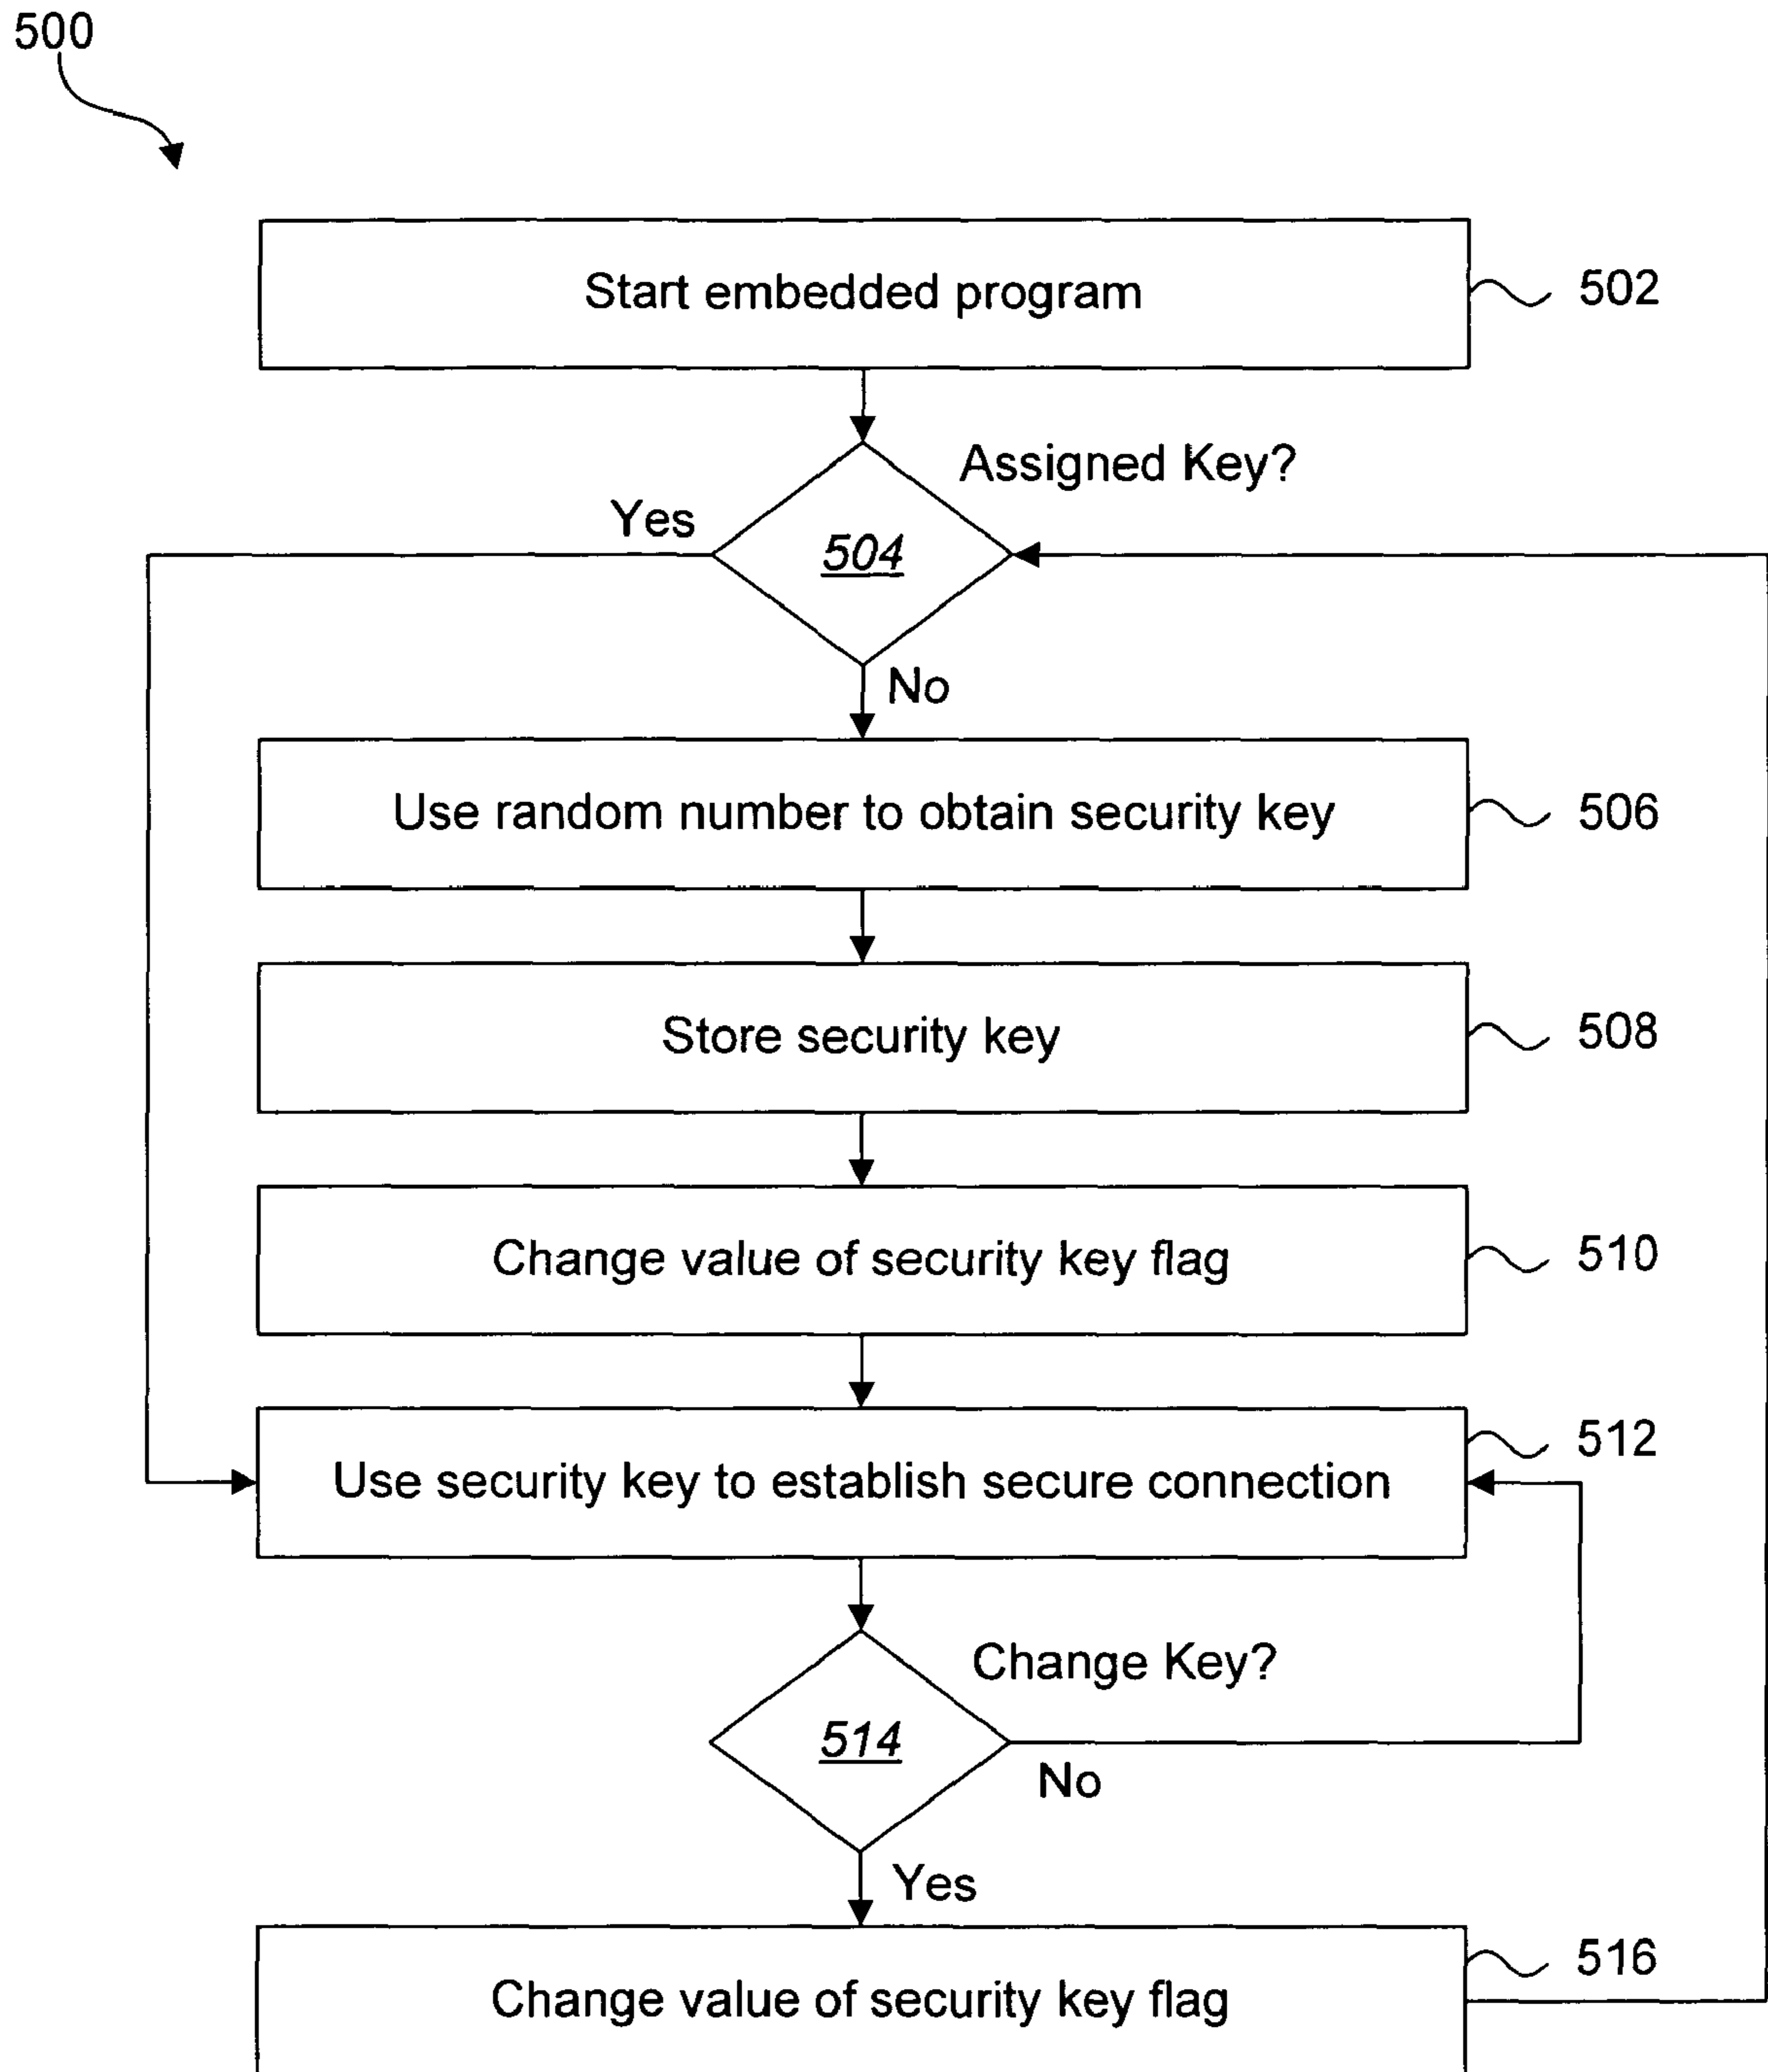 500
Start embedded program
502
Assigned Key?
Yes
504
No
Use random number to obtain security key
506
Store security key
508
Change value of security key flag
510
512
Use security key to establish secure connection
Change Key?
514
No
Yes
516
Change value of security key flag